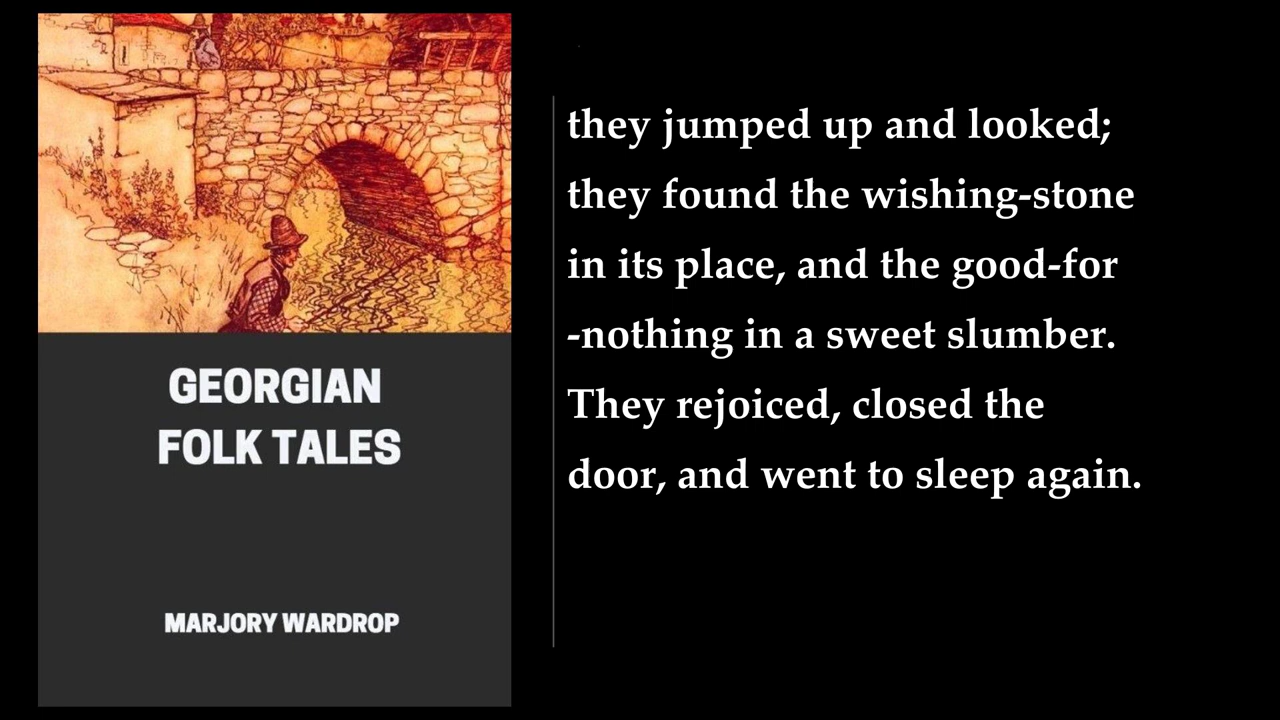 GEORGIAN
FOLK TALES
MARJORY WARDROP
they jumped up and looked;
they found the wishing-stone
in its place, and the good-for
-nothing in a sweet slumber.
They rejoiced, closed the
door, and went to sleep again.